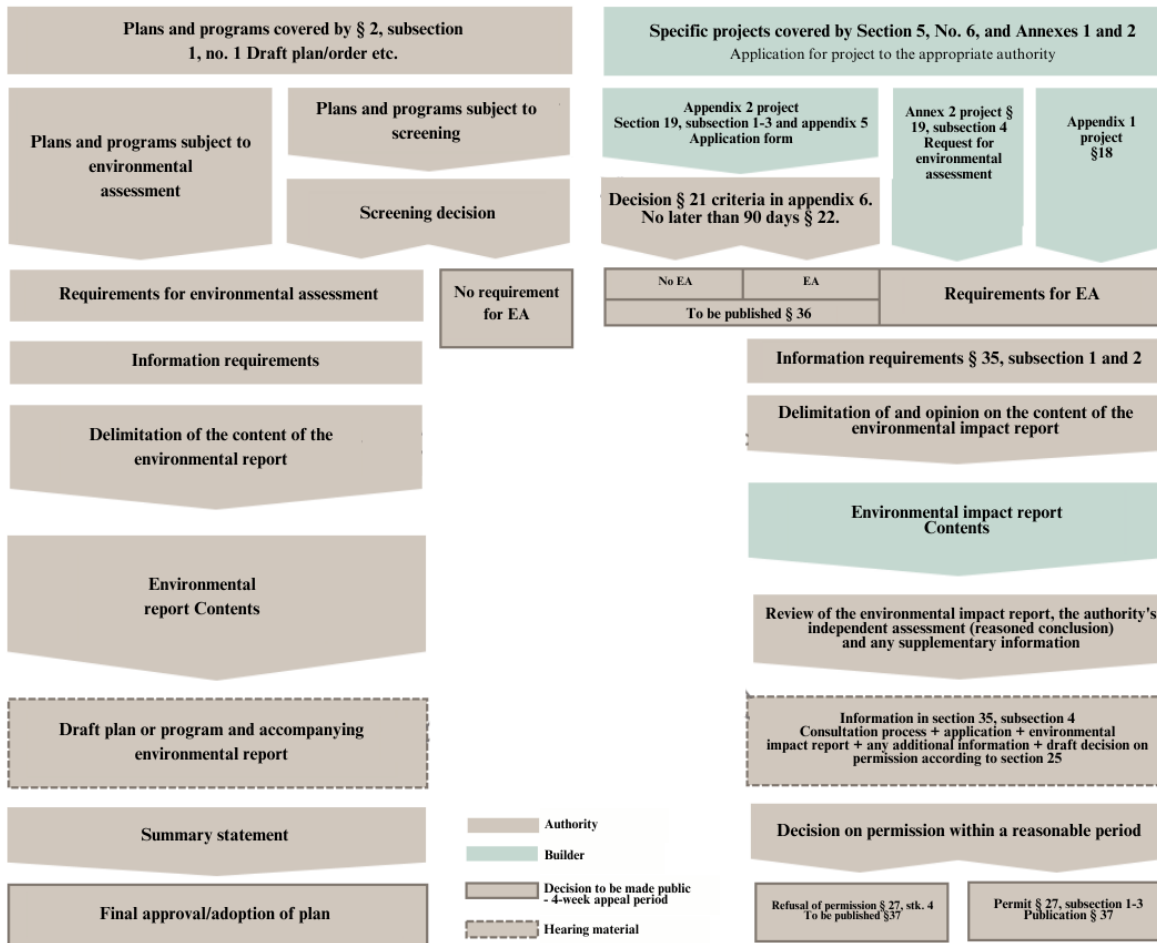 Plans and programs covered by § 2, subsection
1, no. 1 Draft plan/order etc.
Plans and programs subject to
environmental
assessment
Plans and programs subject to
screening
Screening decision
Requirements for environmental assessment
No requirement
for EA
Information requirements
Delimitation of the content of the
environmental report
Environmental
report Contents
Draft plan or program and accompanying
environmental report
Summary statement
Final approval/adoption of plan
Specific projects covered by Section 5, No. 6, and Annexes 1 and 2
Application for project to the appropriate authority
Appendix 2 project
Section 19, subsection 1-3 and appendix 5
Application form
Annex 2 project §
19, subsection 4
Request for
environmental
assessment
Appendix 1
project
§18
Decision § 21 criteria in appendix 6.
No later than 90 days § 22.
No EA
EA
To be published § 36
Requirements for EA
Information requirements § 35, subsection 1 and 2
Delimitation of and opinion on the content of the
environmental impact report
Environmental impact report
Contents
Review of the environmental impact report, the authority's
independent assessment (reasoned conclusion)
and any supplementary information
Information in section 35, subsection 4
Consultation process + application + environmental
impact report + any additional information + draft decision on
permission according to section 25
Decision on permission within a reasonable period
Refusal of permission § 27, stk. 4
To be published §37
Permit § 27, subsection 1-3
Publication § 37
Authority
Builder
Decision to be made public
- 4-week appeal period
Hearing material